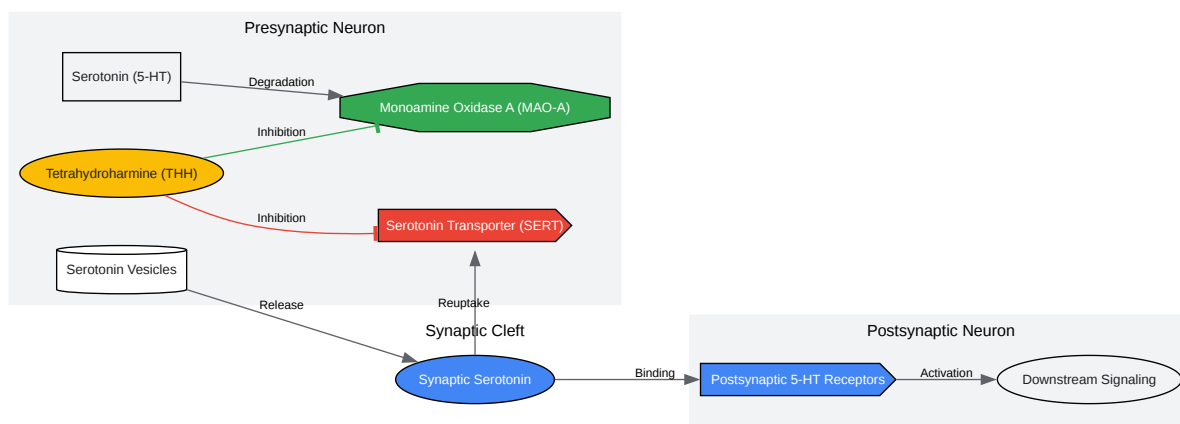 Presynaptic Neuron
Serotonin (5-HT)
Degradation
Monoamine Oxidase A (MAO-A)
Inhibition
Tetrahydroharmine (THH)
Inhibition
Serotonin Transporter (SERT)
Serotonin Vesicles
Release
Reuptake
Synaptic Cleft
Postsynaptic Neuron
Synaptic Serotonin
Binding
Postsynaptic 5-HT Receptors
Activation
Downstream Signaling